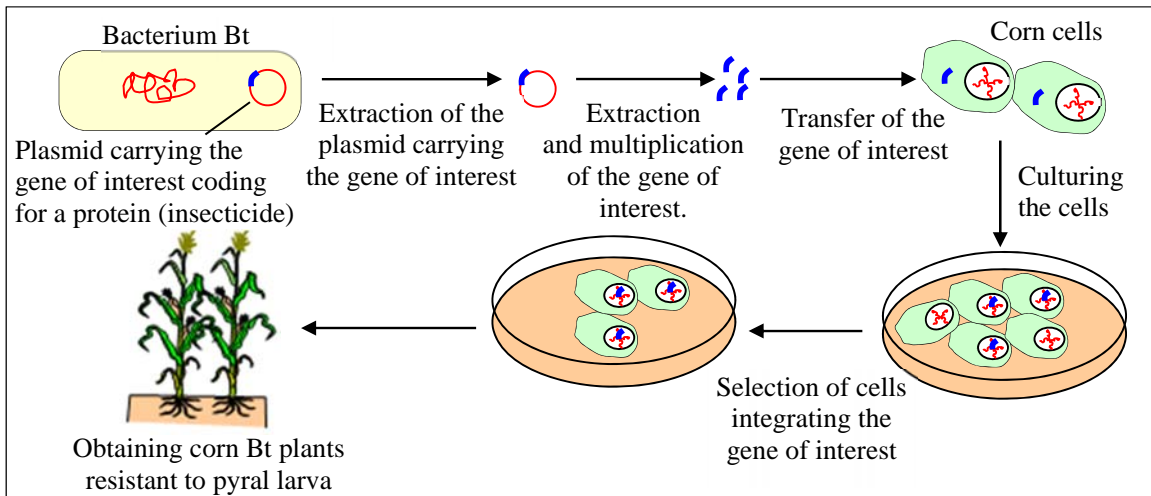 Bacterium Bt
Plasmid carrying the
gene of interest coding
for a protein (insecticide)
Extraction of the
plasmid carrying
the gene of interest
Extraction
and multiplication
of the gene of
interest.
Transfer of the
gene of interest
Corn cells
Culturing
the cells
Selection of cells
integrating the
gene of interest
Obtaining corn Bt plants
resistant to pyral larva